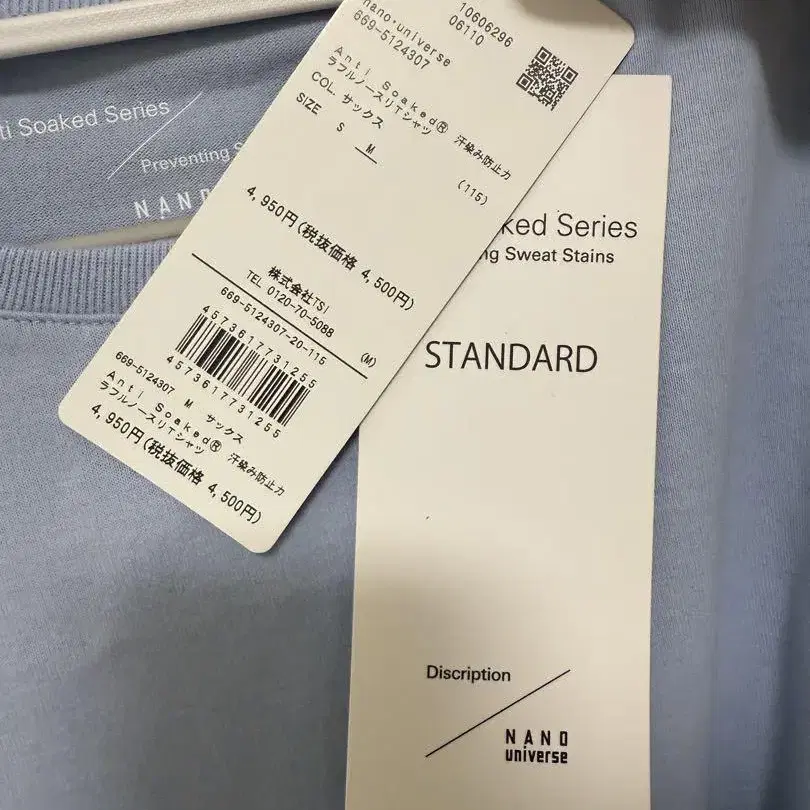 ti Soaked Series
Preventing S
NANO
nano・universe
669-5124307
10606296
06110
Anti Soaked® 汗染み防止力
ラフルノースリTシャツ
COL. サックス
(115)
SIZE S M
4,950円(税抜価格 4,500円)
株式会社TSI
TEL 0120-70-5088
669-5124307-20-115 (M)
4573617731255
4573617731255
669-5124307 M サックス
Anti Soaked® 汗染み防止力
ラフルノースリTシャツ
4,950円(税抜価格 4,500円)
ked Series
ng Sweat Stains
STANDARD
Discription
NANO
universe